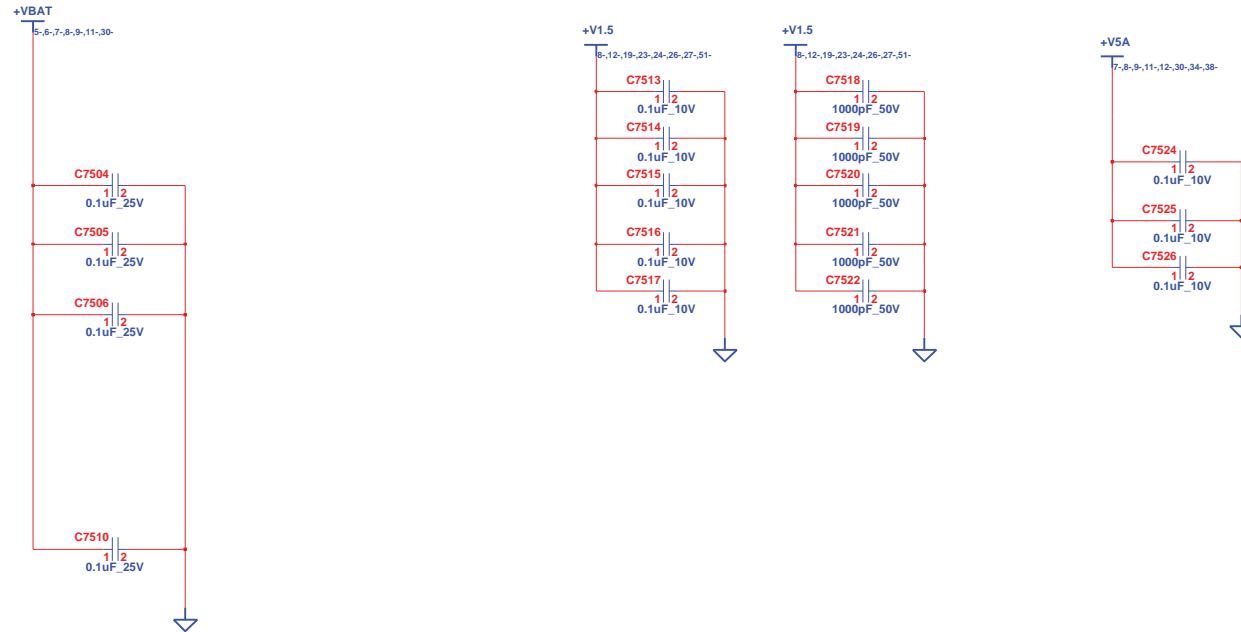 +VBAT
5-,6-,7-,8-,9-,11-,30-
C7504
1 2
0.1uF_25V
C7505
1 2
0.1uF_25V
C7506
1 2
0.1uF_25V
C7510
1 2
0.1uF_25V
+V1.5
8-,12-,19-,23-,24-,26-,27-,51-
C7513
1 2
0.1uF_10V
C7514
1 2
0.1uF_10V
C7515
1 2
0.1uF_10V
C7516
1 2
0.1uF_10V
C7517
1 2
0.1uF_10V
+V1.5
8-,12-,19-,23-,24-,26-,27-,51-
C7518
1 2
1000pF_50V
C7519
1 2
1000pF_50V
C7520
1 2
1000pF_50V
C7521
1 2
1000pF_50V
C7522
1 2
1000pF_50V
+V5A
7-,8-,9-,11-,12-,30-,34-,38-
C7524
1 2
0.1uF_10V
C7525
1 2
0.1uF_10V
C7526
1 2
0.1uF_10V